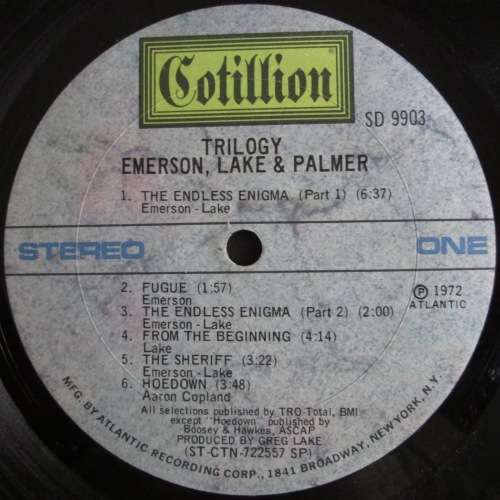 Cotillion
SD 9903
TRILOGY
EMERSON, LAKE & PALMER
1. THE ENDLESS ENIGMA (Part 1) (6:37)
Emerson - Lake
STEREO
ONE
2. FUGUE (1:57)
Emerson
3. THE ENDLESS ENIGMA (Part 2) (2:00)
Emerson - Lake
4. FROM THE BEGINNING (4:14)
Lake
5. THE SHERIFF (3:22)
Emerson - Lake
6. HOEDOWN (3:48)
Aaron Copland
Ⓟ 1972
ATLANTIC
All selections published by TRO-Total, BMI
except "Hoedown" published by
Boosey & Hawkes, ASCAP
PRODUCED BY GREG LAKE
(ST-CTN-722557 SP)
MFG. BY ATLANTIC RECORDING CORP., 1841 BROADWAY, NEW YORK, N.Y.